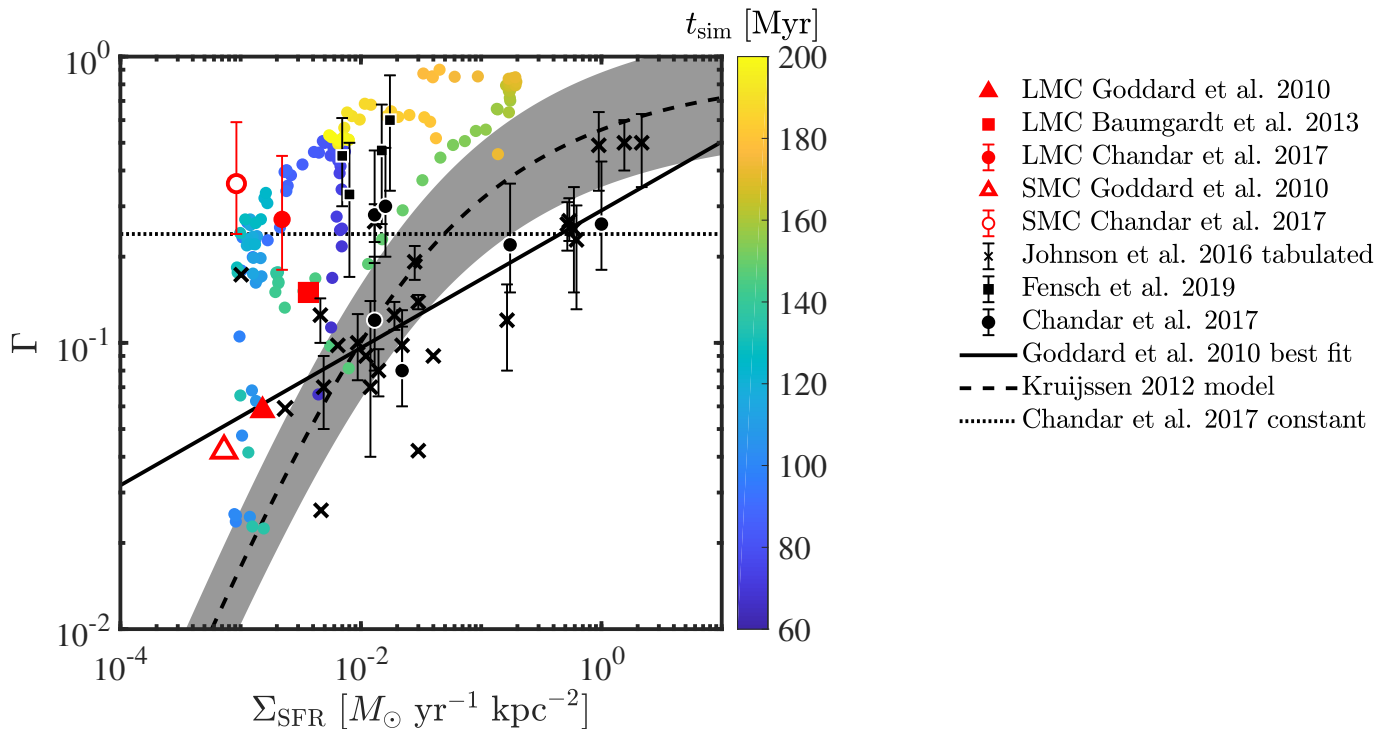 t_sim [Myr]
10^0
10^-1
10^-2
Γ
10^-4
10^-2
10^0
Σ_SFR [M_⊙ yr^-1 kpc^-2]
200
180
160
140
120
100
80
60
LMC Goddard et al. 2010
LMC Baumgardt et al. 2013
LMC Chandar et al. 2017
SMC Goddard et al. 2010
SMC Chandar et al. 2017
Johnson et al. 2016 tabulated
Fensch et al. 2019
Chandar et al. 2017
Goddard et al. 2010 best fit
Kruijssen 2012 model
Chandar et al. 2017 constant